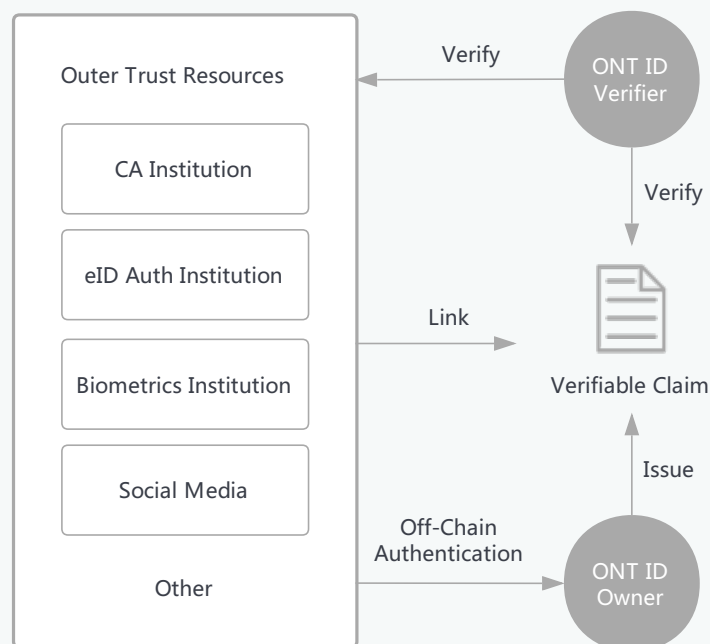 Outer Trust Resources
CA Institution
eID Auth Institution
Biometrics Institution
Social Media
Other
Verify
ONT ID
Verifier
Verify
Link
Verifiable Claim
Issue
Off-Chain
Authentication
ONT ID
Owner